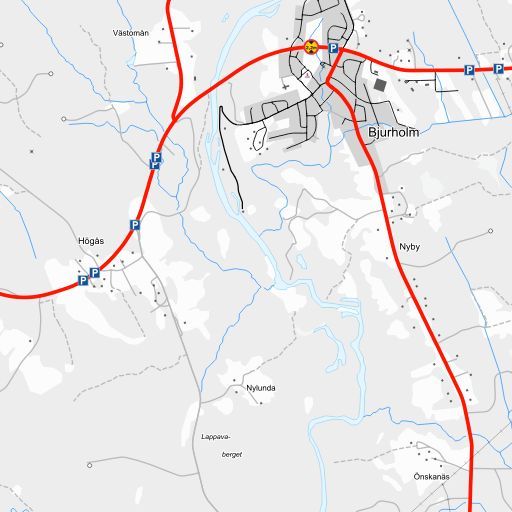 Västomån
P
Bjurholm
P
P
P
P
Högås
P
Nyby
P
P
Nylunda
Lappava-
berget
Önskanäs